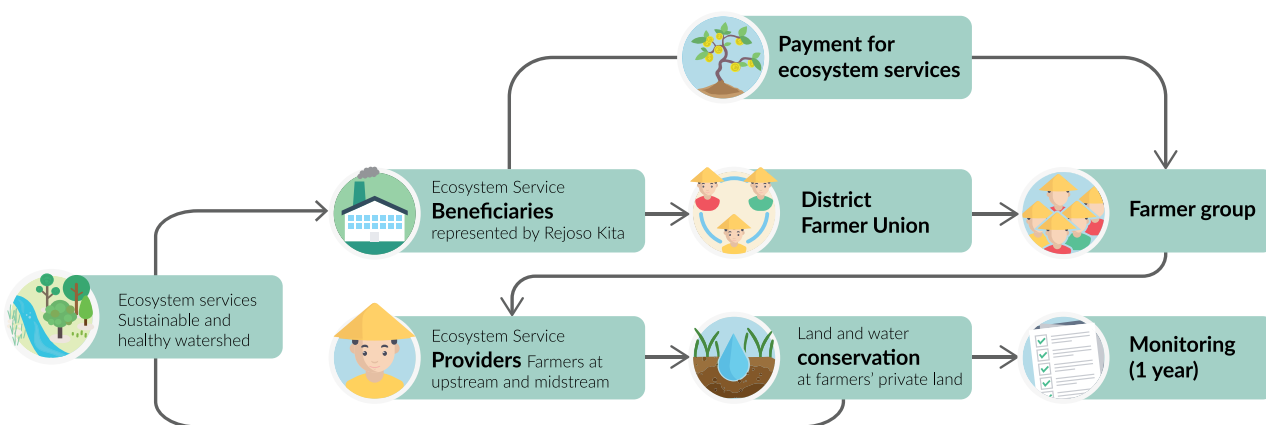 Payment for
ecosystem services
Ecosystem Service
Beneficiaries
represented by Rejoso Kita
District
Farmer Union
Farmer group
Ecosystem services
Sustainable and
healthy watershed
Ecosystem Service
Providers Farmers at
upstream and midstream
Land and water
conservation
at farmers’ private land
Monitoring
(1 year)